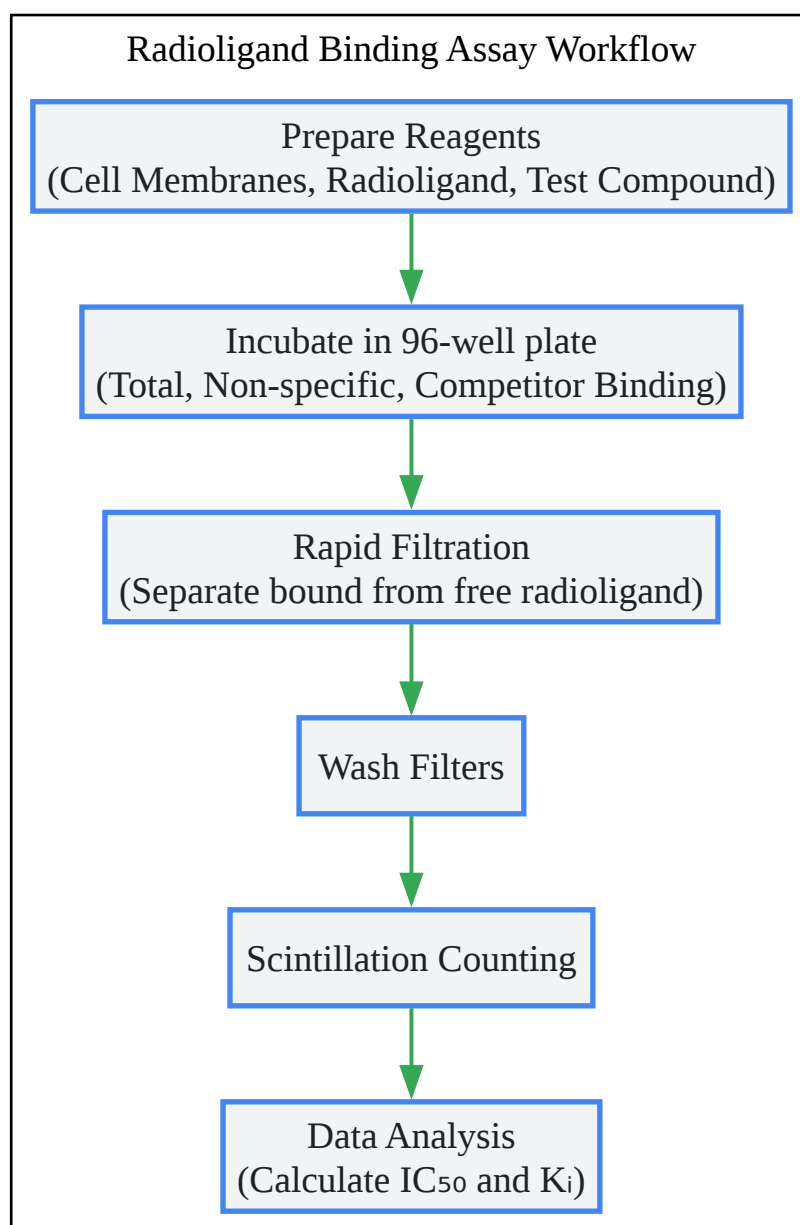 Radioligand Binding Assay Workflow
Prepare Reagents
(Cell Membranes, Radioligand, Test Compound)
Incubate in 96-well plate
(Total, Non-specific, Competitor Binding)
Rapid Filtration
(Separate bound from free radioligand)
Wash Filters
Scintillation Counting
Data Analysis
(Calculate IC₅₀ and Kᵢ)